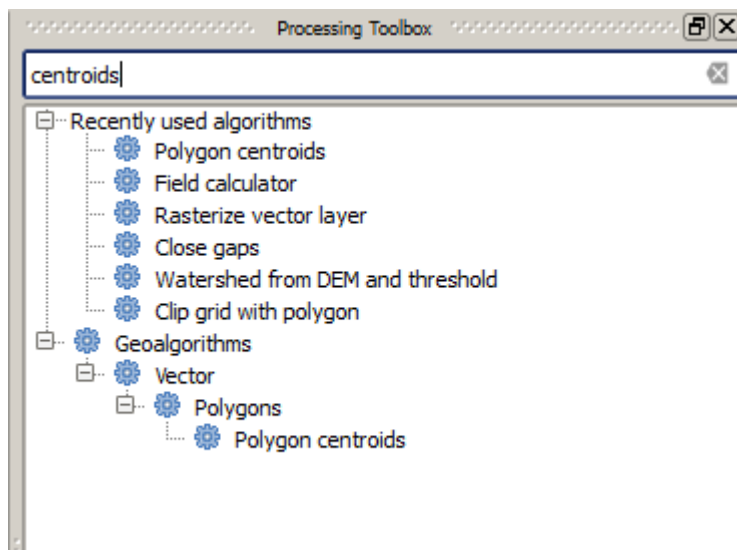 Processing Toolbox
centroids
Recently used algorithms
Polygon centroids
Field calculator
Rasterize vector layer
Close gaps
Watershed from DEM and threshold
Clip grid with polygon
Geoalgorithms
Vector
Polygons
Polygon centroids